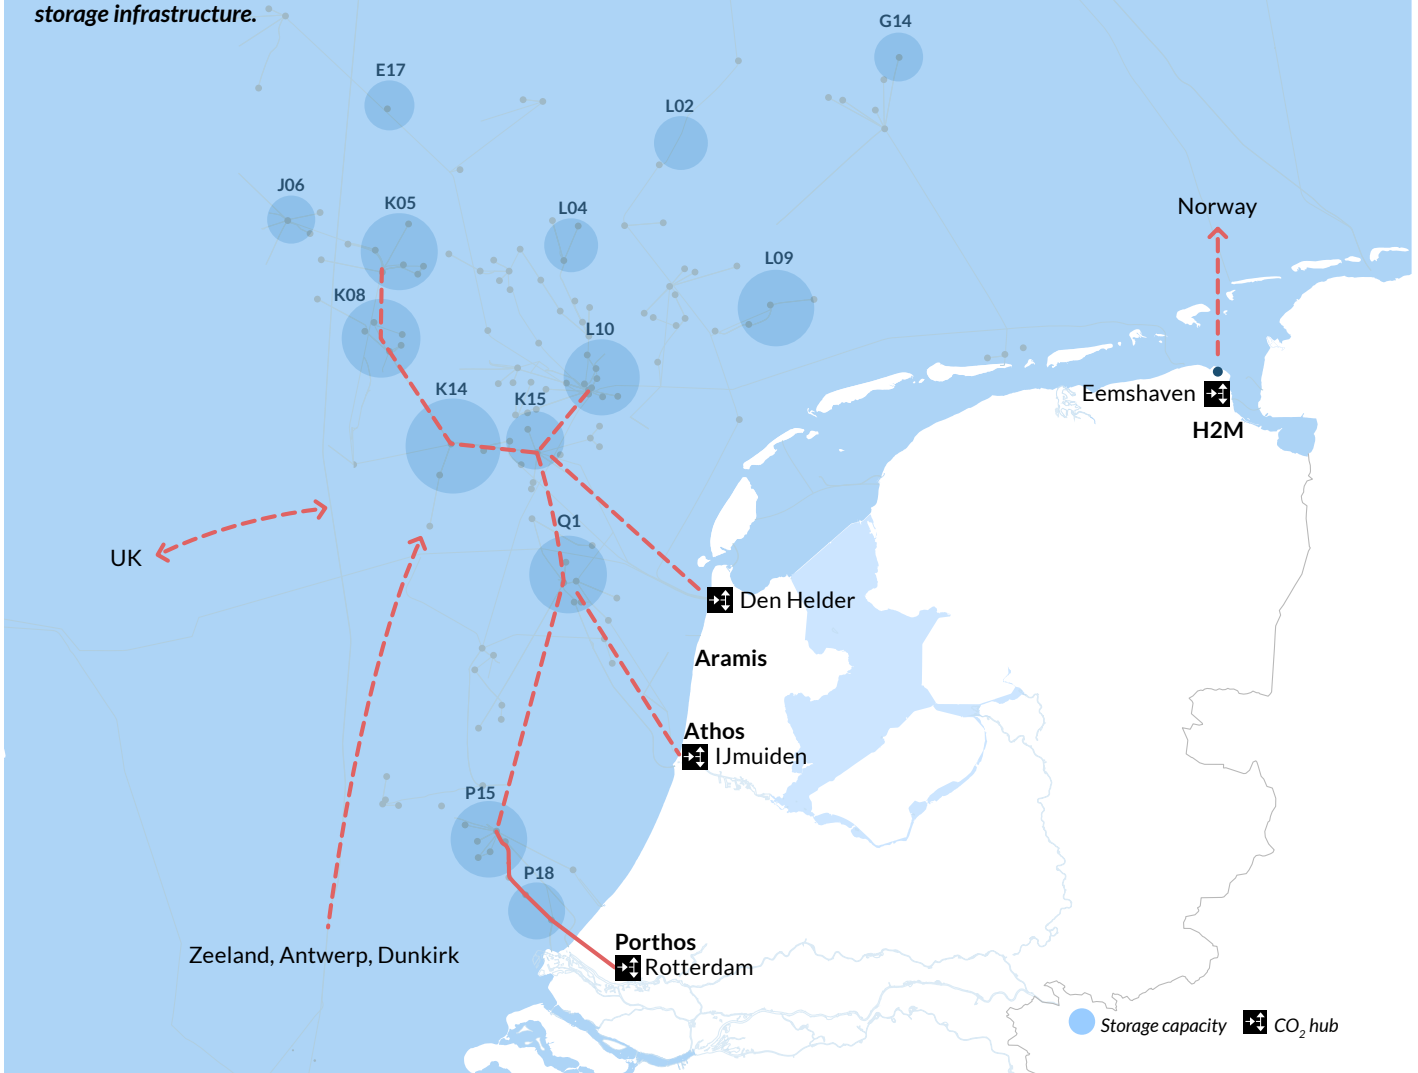 storage infrastructure.
G14
E17
L02
J06
K05
L04
Norway
L09
K08
L10
K14
K15
Eemshaven
H2M
Q1
UK
Den Helder
Aramis
Athos
IJmuiden
P15
P18
Porthos
Zeeland, Antwerp, Dunkirk
Rotterdam
Storage capacity
CO2 hub